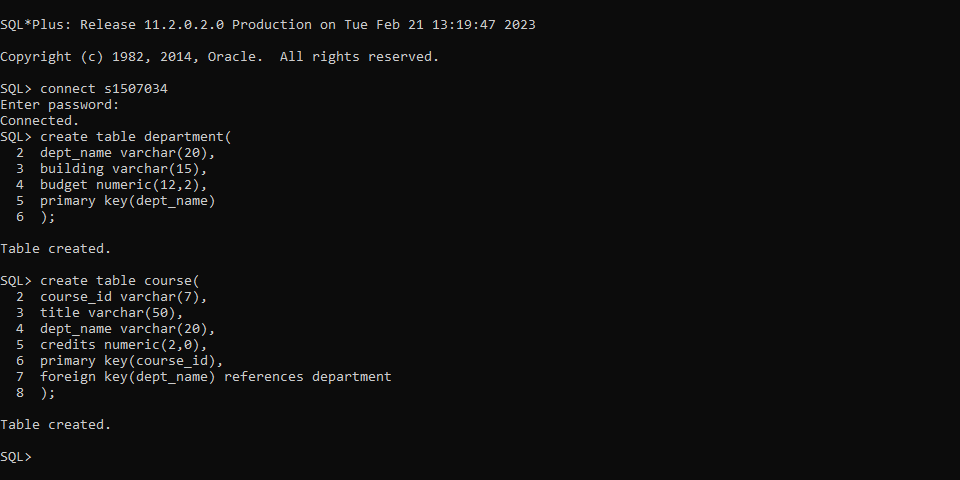 SQL*Plus: Release 11.2.0.2.0 Production on Tue Feb 21 13:19:47 2023
Copyright (c) 1982, 2014, Oracle.  All rights reserved.
SQL> connect s1507034
Enter password:
Connected.
SQL> create table department(
  2  dept_name varchar(20),
  3  building varchar(15),
  4  budget numeric(12,2),
  5  primary key(dept_name)
  6  );
Table created.
SQL> create table course(
  2  course_id varchar(7),
  3  title varchar(50),
  4  dept_name varchar(20),
  5  credits numeric(2,0),
  6  primary key(course_id),
  7  foreign key(dept_name) references department
  8  );
Table created.
SQL>